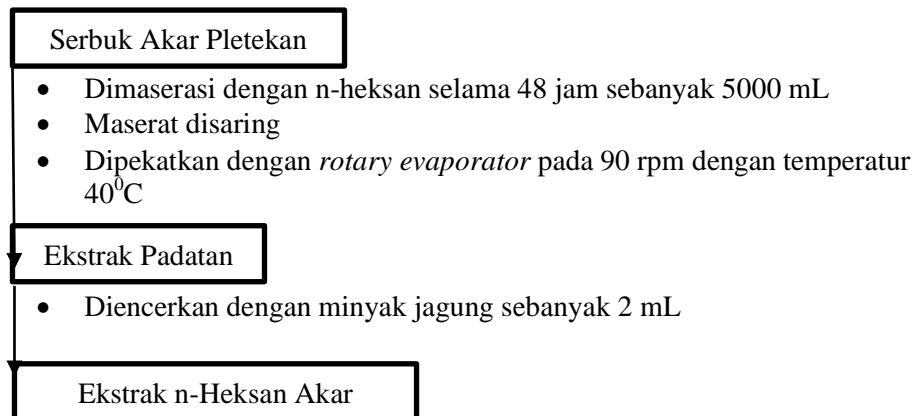 Serbuk Akar Pletekan
• Dimaserasi dengan n-heksan selama 48 jam sebanyak 5000 mL
• Maserat disaring
• Dipekatkan dengan rotary evaporator pada 90 rpm dengan temperatur
40⁰C
Ekstrak Padatan
• Diencerkan dengan minyak jagung sebanyak 2 mL
Ekstrak n-Heksan Akar